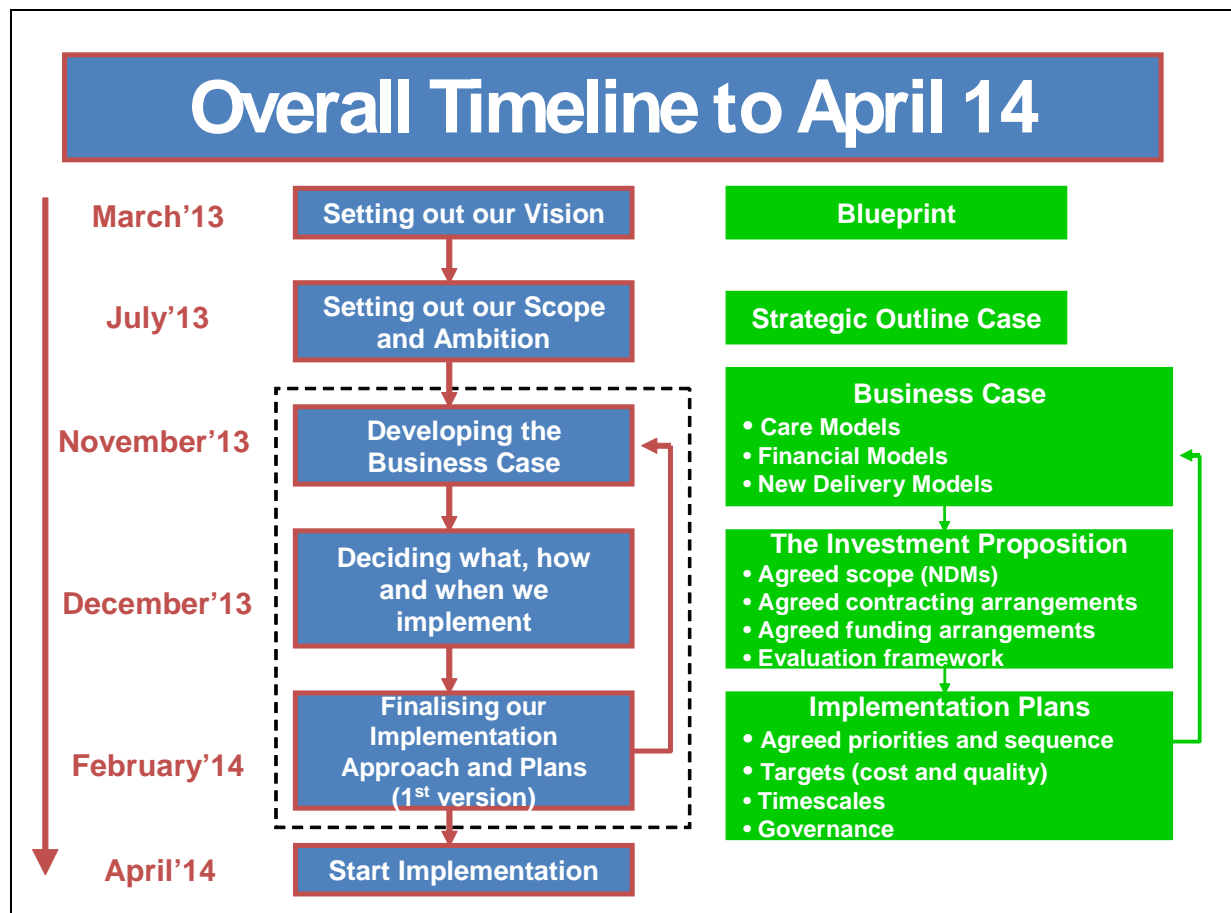 Overall Timeline to April 14
March’13
Setting out our Vision
Blueprint
July’13
Setting out our Scope
and Ambition
Strategic Outline Case
November’13
Developing the
Business Case
Business Case
• Care Models
• Financial Models
• New Delivery Models
December’13
Deciding what, how
and when we
implement
The Investment Proposition
• Agreed scope (NDMs)
• Agreed contracting arrangements
• Agreed funding arrangements
• Evaluation framework
February’14
Finalising our
Implementation
Approach and Plans
(1st version)
Implementation Plans
• Agreed priorities and sequence
• Targets (cost and quality)
• Timescales
• Governance
April’14
Start Implementation